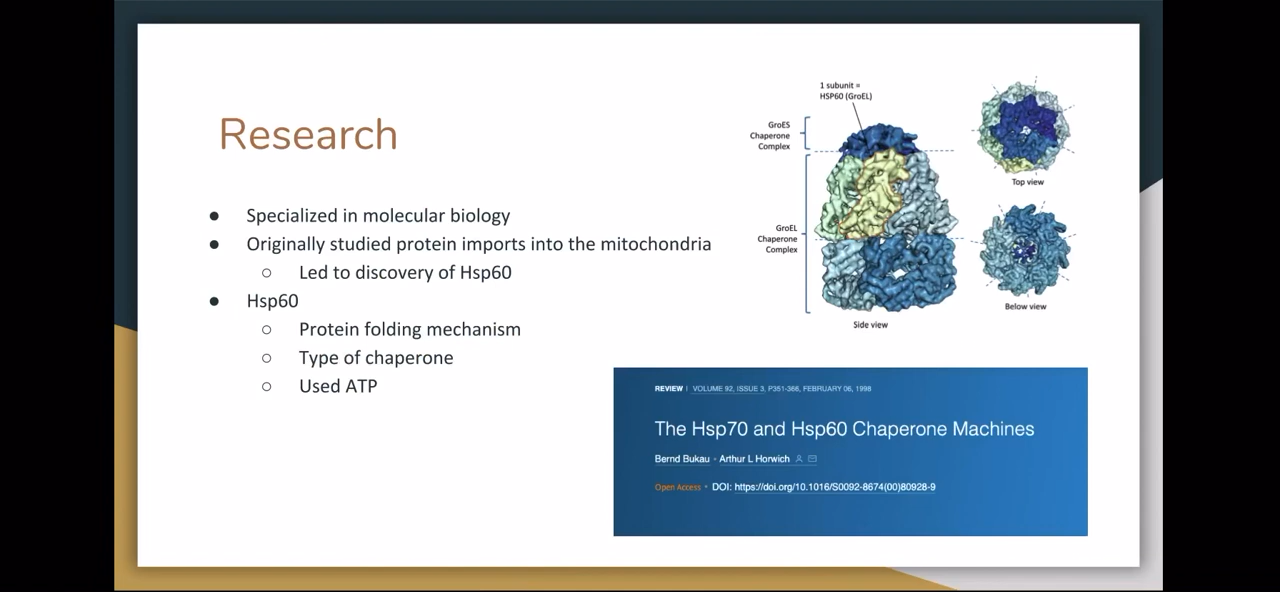 Research
● Specialized in molecular biology
● Originally studied protein imports into the mitochondria
○ Led to discovery of Hsp60
● Hsp60
○ Protein folding mechanism
○ Type of chaperone
○ Used ATP
1 subunit =
HSP60 (GroEL)
GroES
Chaperone
Complex
GroEL
Chaperone
Complex
Side view
Top view
Below view
REVIEW | VOLUME 92, ISSUE 3, P351-366, FEBRUARY 06, 1998
The Hsp70 and Hsp60 Chaperone Machines
Bernd Bukau • Arthur L Horwich
Open Access • DOI: https://doi.org/10.1016/S0092-8674(00)80928-9